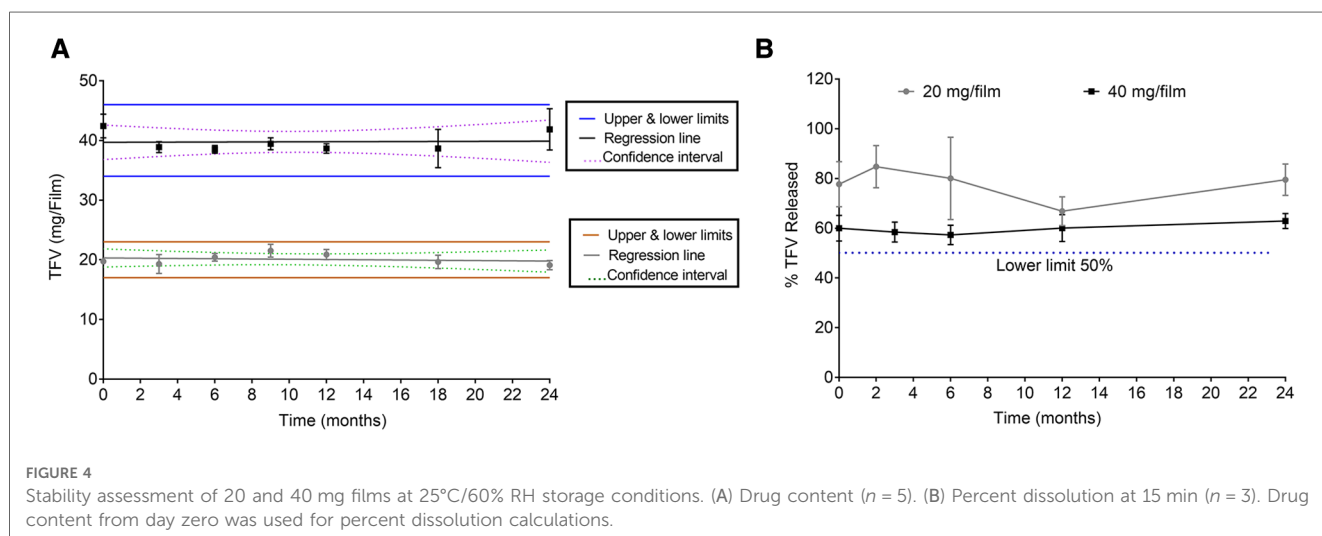 A
TFV (mg/Film)
50
40
30
20
10
0
0 2 4 6 8 10 12 14 16 18 20 22 24
Time (months)
Upper & lower limits
Regression line
Confidence interval
Upper & lower limits
Regression line
Confidence interval
B
% TFV Released
120
100
80
60
40
20
0
20 mg/film 40 mg/film
Lower limit 50%
0 2 4 6 8 10 12 14 16 18 20 22 24
Time (months)
FIGURE 4
Stability assessment of 20 and 40 mg films at 25°C/60% RH storage conditions. (A) Drug content (n = 5). (B) Percent dissolution at 15 min (n = 3). Drug
content from day zero was used for percent dissolution calculations.